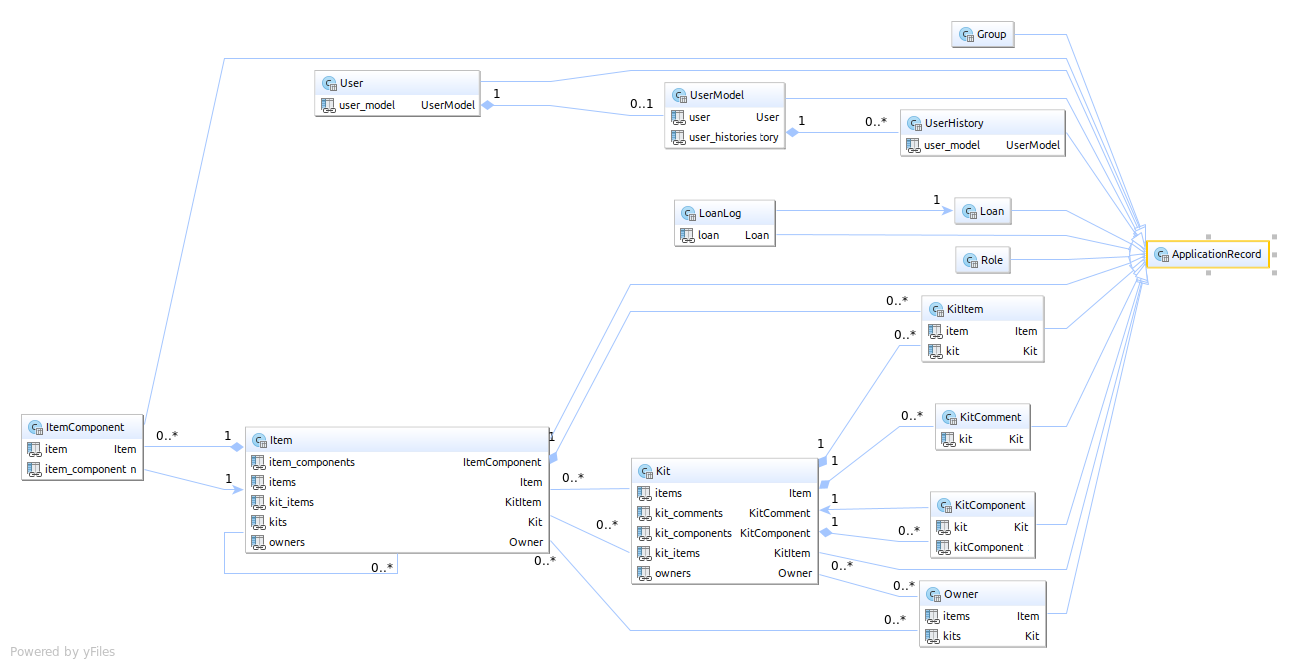 Group
User
user_model UserModel
1
0..1
UserModel
user User
user_histories tory
1
0..*
UserHistory
user_model UserModel
LoanLog
loan Loan
1
Loan
Role
ApplicationRecord
0..*
KitItem
item Item
kit Kit
0..*
ItemComponent
item Item
item_component n
0..*
1
1
Item
item_components ItemComponent
items Item
kit_items KitItem
kits Kit
owners Owner
1
0..*
0..*
0..*
0..*
Kit
items Item
kit_comments KitComment
kit_components KitComponent
kit_items KitItem
owners Owner
1
1
0..*
KitComment
kit Kit
1
1
0..*
KitComponent
kit Kit
kitComponent
0..*
0..*
0..*
Owner
items Item
kits Kit
Powered by yFiles